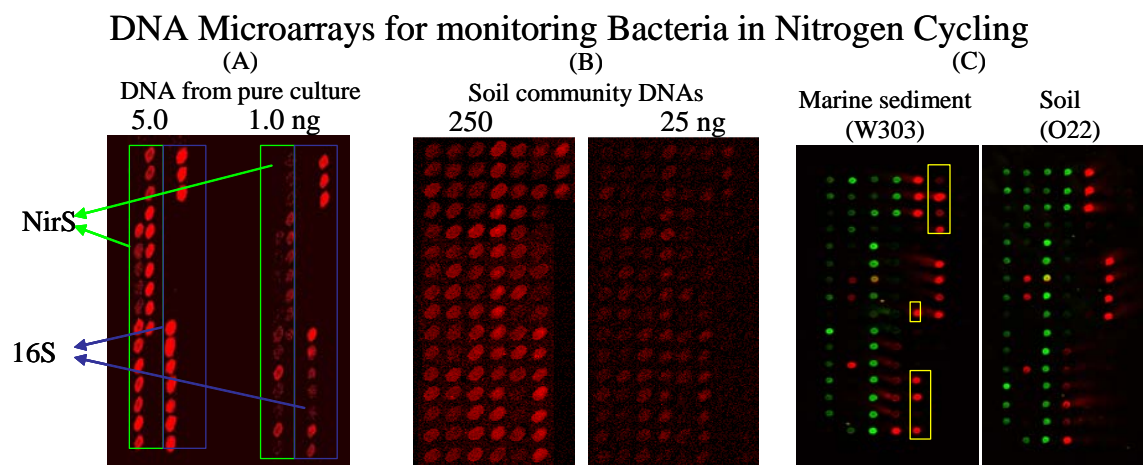 DNA Microarrays for monitoring Bacteria in Nitrogen Cycling
(A)
DNA from pure culture
5.0
1.0 ng
NirS
16S
(B)
Soil community DNAs
250
25 ng
(C)
Marine sediment
(W303)
Soil
(O22)